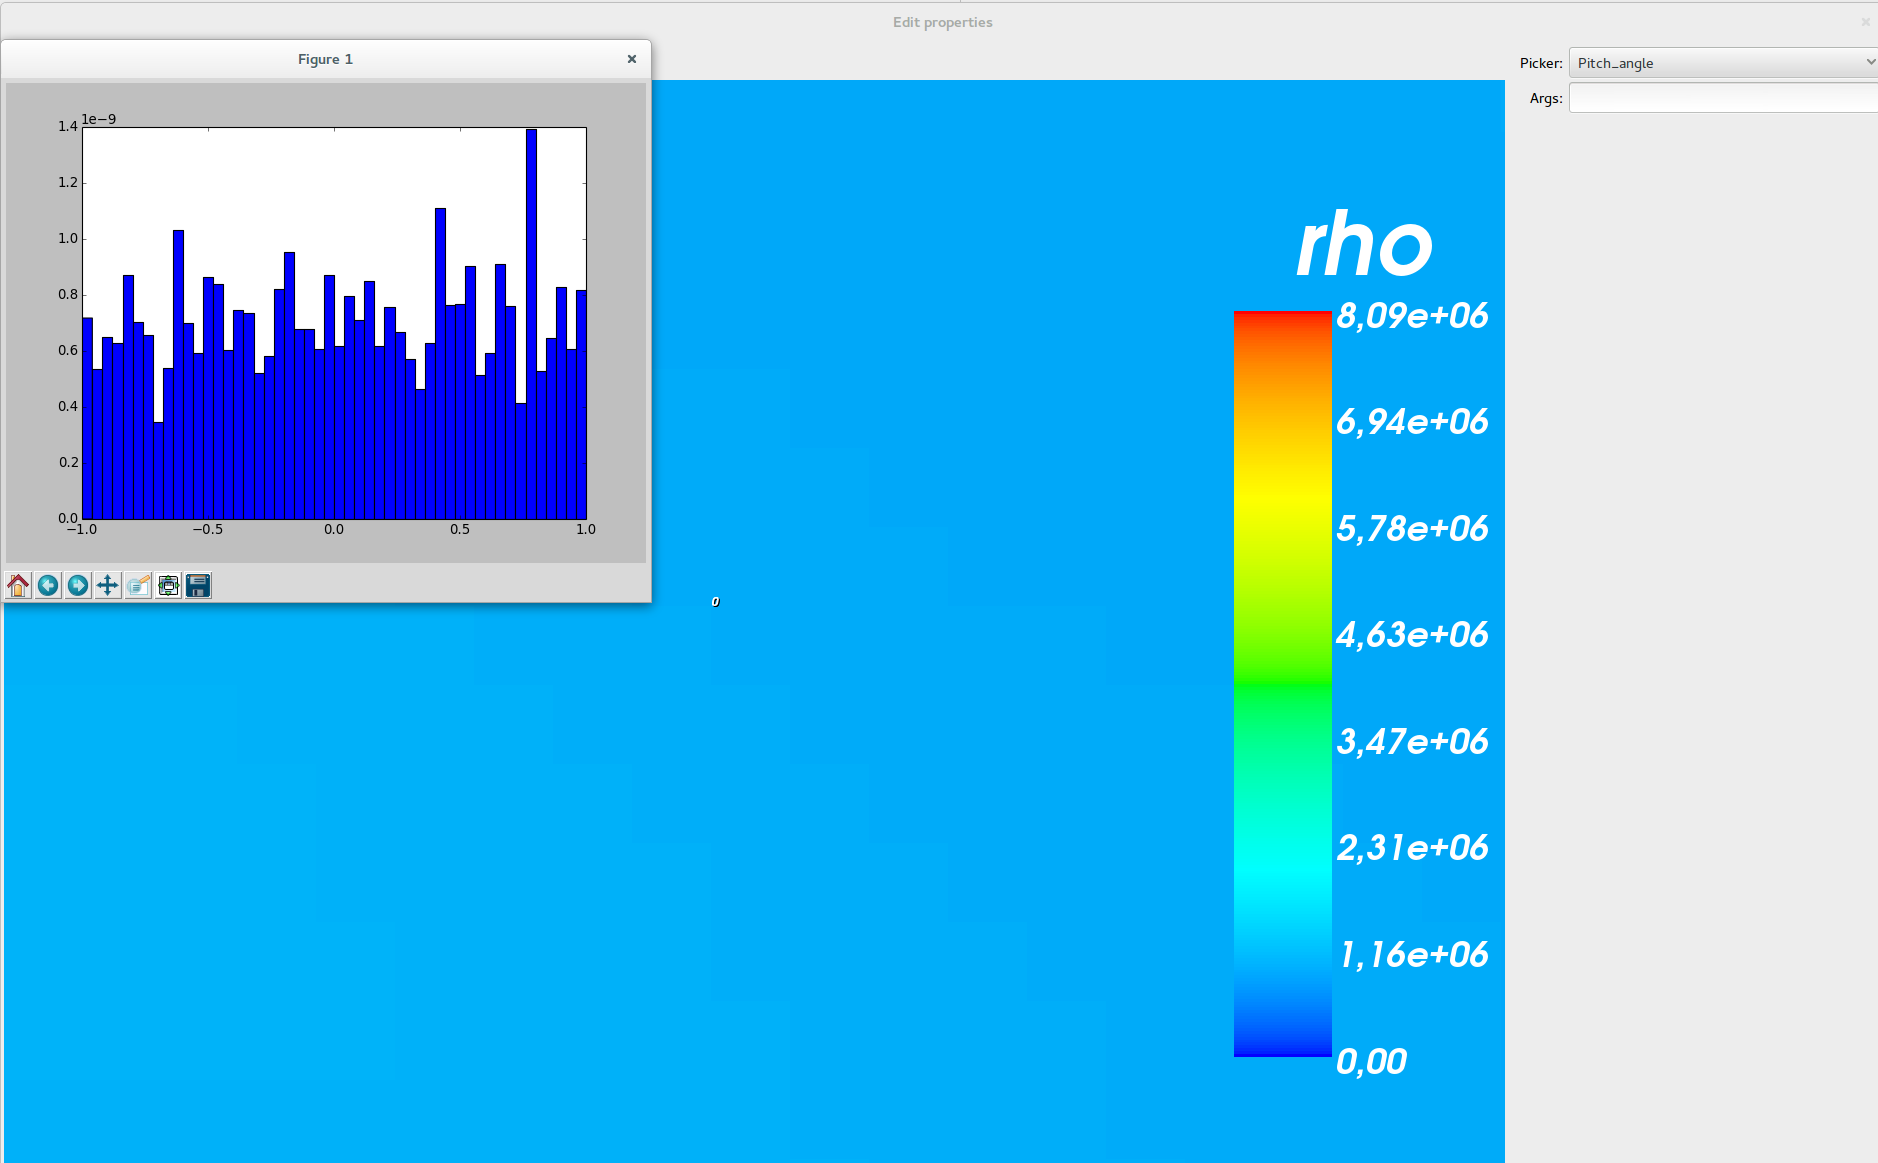 Edit properties
Figure 1
Picker: Pitch_angle
Args:
1e−9
1.4
1.2
1.0
0.8
0.6
0.4
0.2
0.0
−1.0 −0.5 0.0 0.5 1.0
rho
8,09e+06
6,94e+06
5,78e+06
4,63e+06
3,47e+06
2,31e+06
1,16e+06
0,00
0